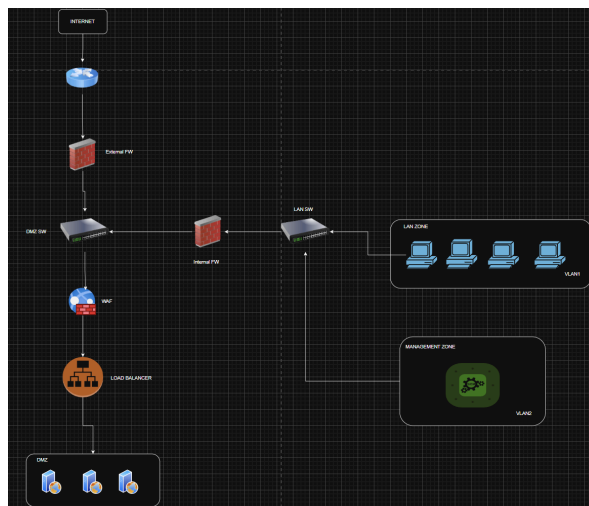 INTERNET
External FW
LAN SW
DMZ SW
LAN ZONE
Internal FW
VLAN1
WAF
MANAGEMENT ZONE
LOAD BALANCER
VLAN2
DMZ